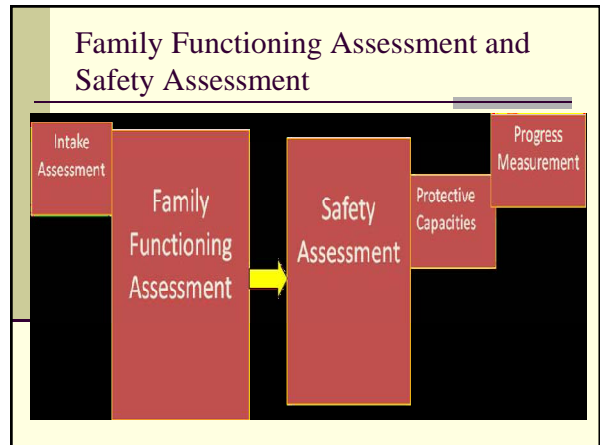 Family Functioning Assessment and
Safety Assessment
Intake
Assessment
Family
Functioning
Assessment
Safety
Assessment
Protective
Capacities
Progress
Measurement